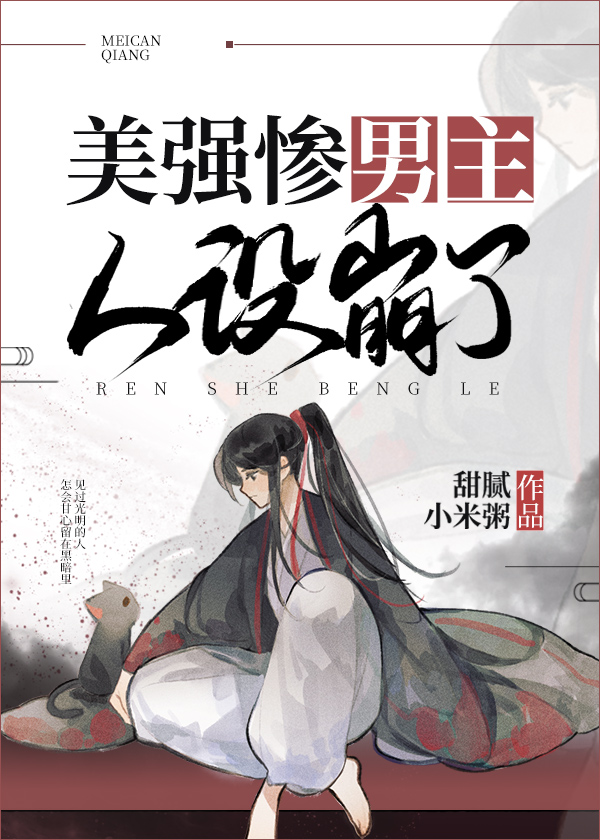 MEICAN
QIANG
美强惨男主
人设崩了
REN SHE BENG LE
甜腻
小米粥
作品
见过光明的人
怎会甘心留在黑暗里